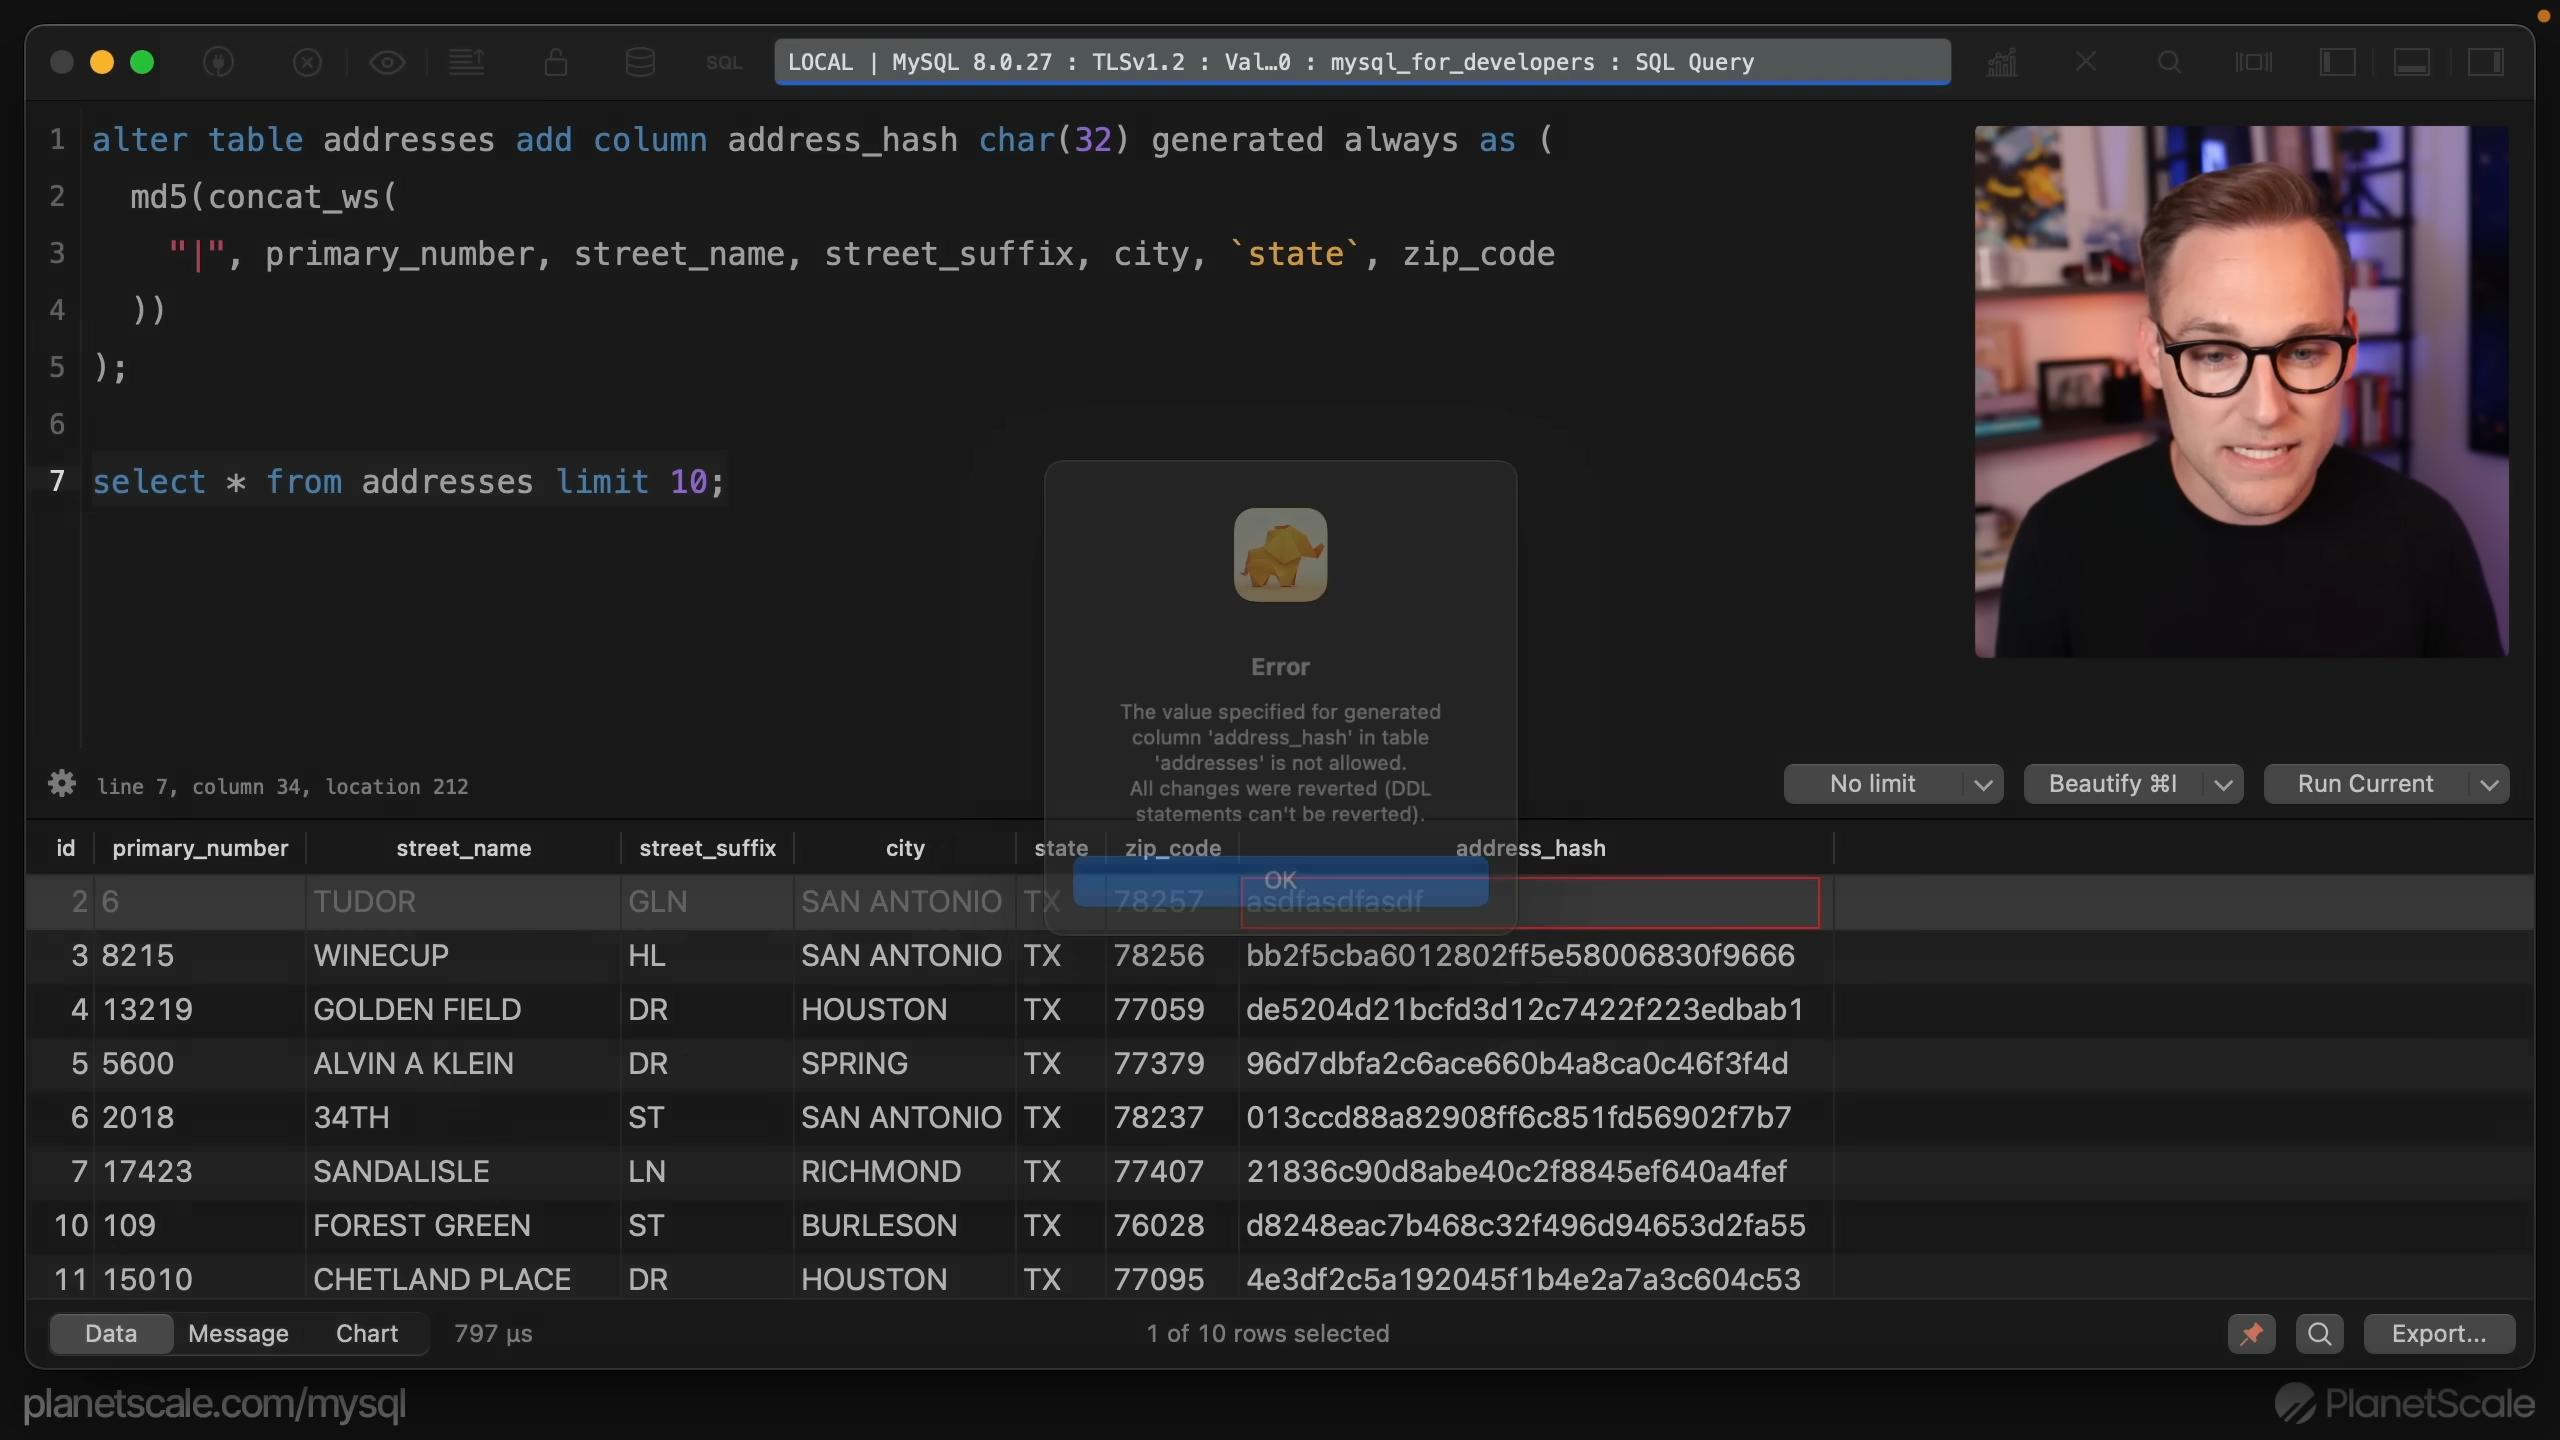 SQL
LOCAL | MySQL 8.0.27 : TLSv1.2 : Val…0 : mysql_for_developers : SQL Query
1 alter table addresses add column address_hash char(32) generated always as (
2 md5(concat_ws(
3 "|", primary_number, street_name, street_suffix, city, `state`, zip_code
4 ))
5 );
6
7 select * from addresses limit 10;
Error
The value specified for generated
column 'address_hash' in table
'addresses' is not allowed.
All changes were reverted (DDL
statements can't be reverted).
OK
line 7, column 34, location 212
No limit
Beautify ⌘I
Run Current
id primary_number street_name street_suffix city state zip_code address_hash
2 6 TUDOR GLN SAN ANTONIO TX 78257 asdfasdfasdf
3 8215 WINECUP HL SAN ANTONIO TX 78256 bb2f5cba6012802ff5e58006830f9666
4 13219 GOLDEN FIELD DR HOUSTON TX 77059 de5204d21bcfd3d12c7422f223edbab1
5 5600 ALVIN A KLEIN DR SPRING TX 77379 96d7dbfa2c6ace660b4a8ca0c46f3f4d
6 2018 34TH ST SAN ANTONIO TX 78237 013ccd88a82908ff6c851fd56902f7b7
7 17423 SANDALISLE LN RICHMOND TX 77407 21836c90d8abe40c2f8845ef640a4fef
10 109 FOREST GREEN ST BURLESON TX 76028 d8248eac7b468c32f496d94653d2fa55
11 15010 CHETLAND PLACE DR HOUSTON TX 77095 4e3df2c5a192045f1b4e2a7a3c604c53
Data Message Chart 797 µs
1 of 10 rows selected
Export...
planetscale.com/mysql
PlanetScale